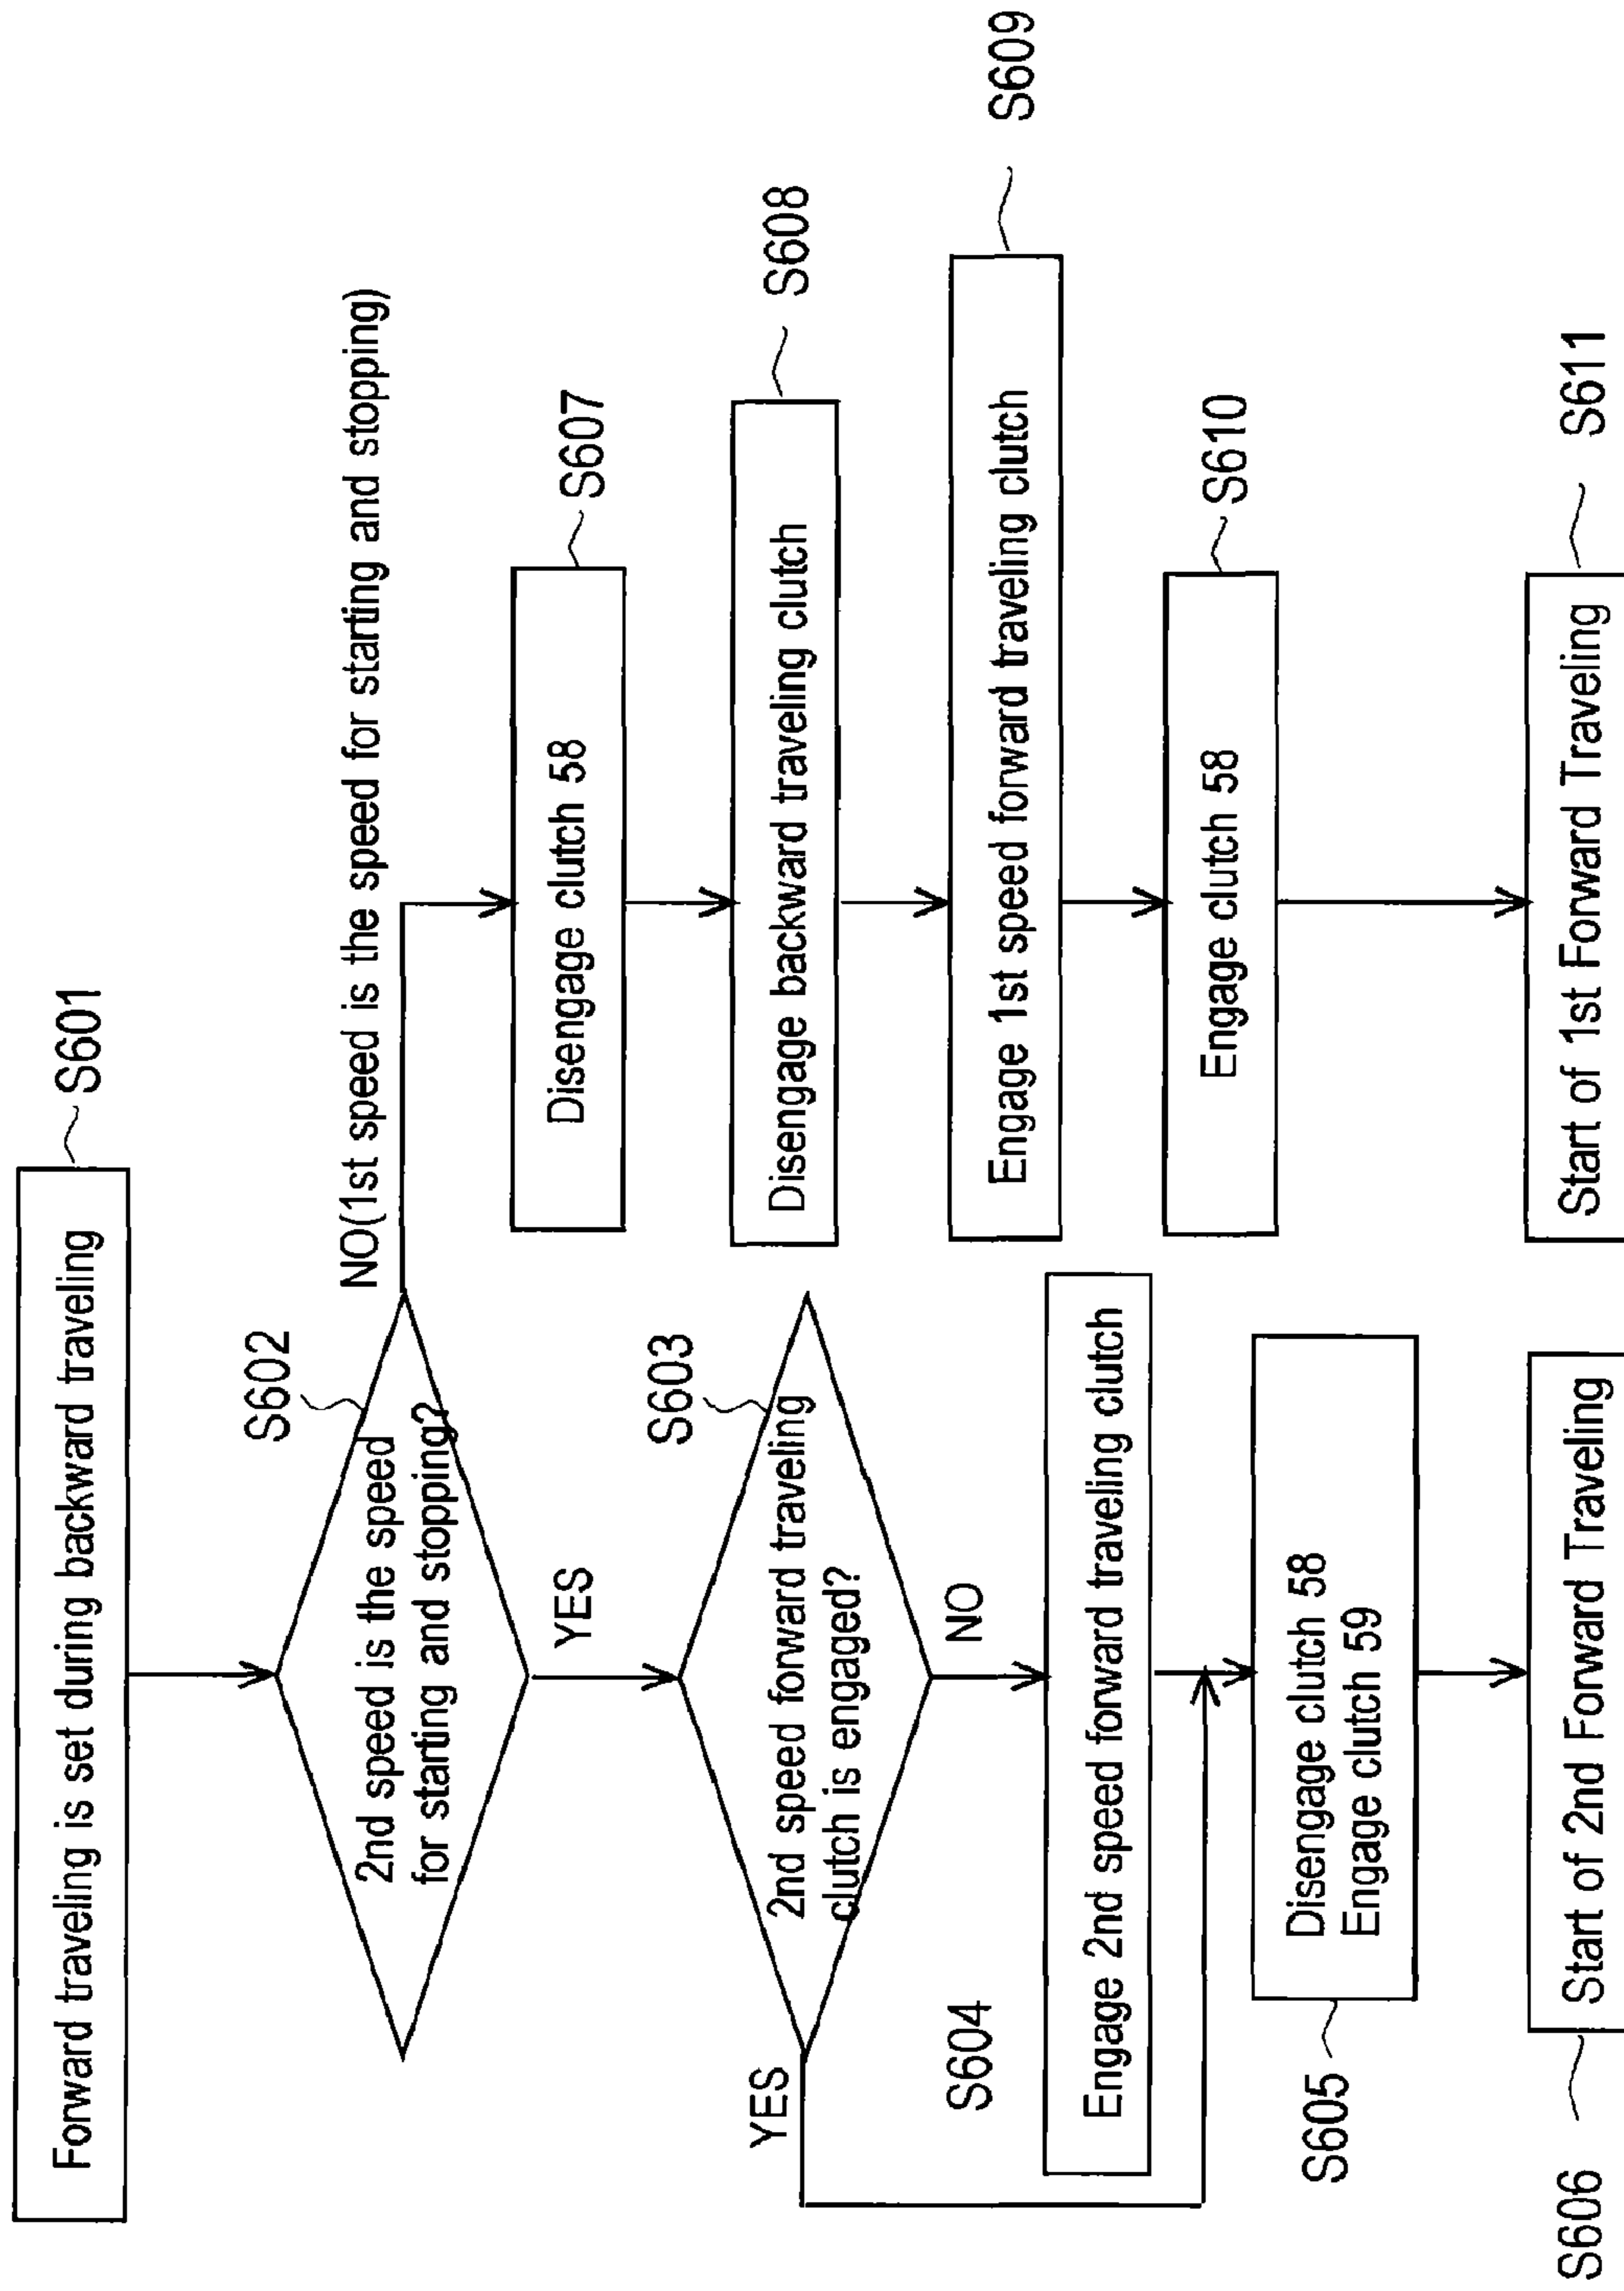 Forward traveling is set during backward traveling
S601
S602
2nd speed is the speed
for starting and stopping?
NO(1st speed is the speed for starting and stopping)
YES
S603
2nd speed forward traveling
clutch is engaged?
YES
NO
S604
Engage 2nd speed forward traveling clutch
Disengage clutch 58
Engage clutch 59
S605
Start of 2nd Forward Traveling
S606
Disengage clutch 58
S607
Disengage backward traveling clutch
S608
Engage 1st speed forward traveling clutch
S609
Engage clutch 58
S610
Start of 1st Forward Traveling
S611